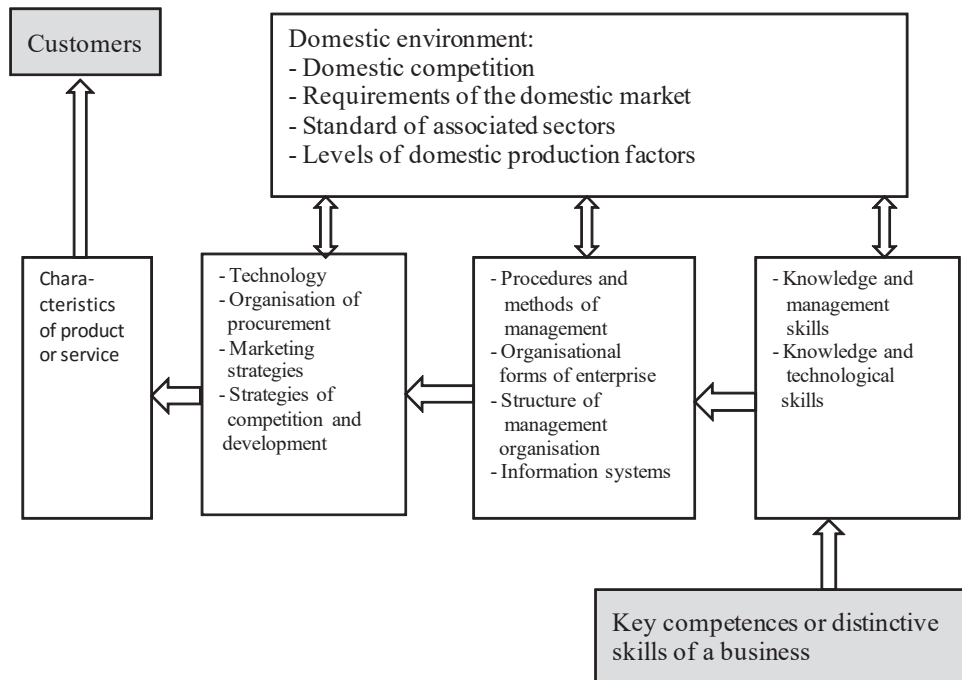 Customers
Domestic environment:
- Domestic competition
- Requirements of the domestic market
- Standard of associated sectors
- Levels of domestic production factors
Chara-
cteristics
of product
or service
- Technology
- Organisation of
procurement
- Marketing
strategies
- Strategies of
competition and
development
- Procedures and
methods of
management
- Organisational
forms of enterprise
- Structure of
management
organisation
- Information systems
- Knowledge and
management
skills
- Knowledge and
technological
skills
Key competences or distinctive
skills of a business